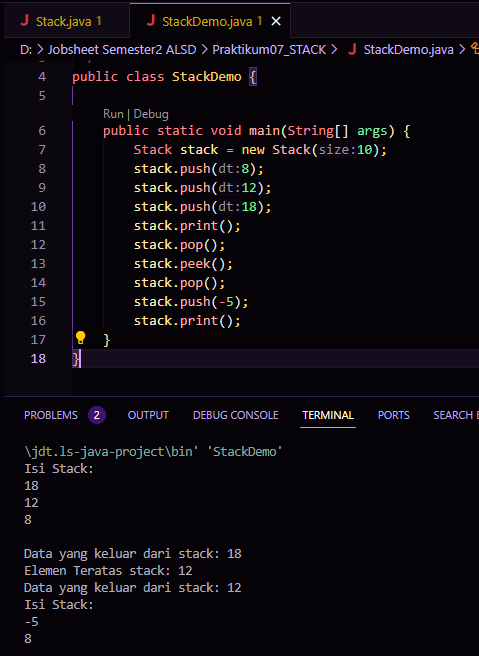 Stack.java 1
StackDemo.java 1
D: > Jobsheet Semester2 ALSD > Praktikum07_STACK > StackDemo.java >
4 public class StackDemo {
5
Run | Debug
6 public static void main(String[] args) {
7 Stack stack = new Stack(size:10);
8 stack.push(dt:8);
9 stack.push(dt:12);
10 stack.push(dt:18);
11 stack.print();
12 stack.pop();
13 stack.peek();
14 stack.pop();
15 stack.push(-5);
16 stack.print();
17 }
18 }
PROBLEMS 2 OUTPUT DEBUG CONSOLE TERMINAL PORTS SEARCH
\jdt.ls-java-project\bin' 'StackDemo'
Isi Stack:
18
12
8
Data yang keluar dari stack: 18
Elemen Teratas stack: 12
Data yang keluar dari stack: 12
Isi Stack:
-5
8